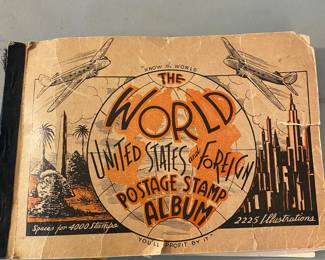 "KNOW the WORLD
THE
WORLD
UNITED STATES and FOREIGN
POSTAGE STAMP
ALBUM
Spaces for 4000 Stamps
2225 Illustrations
YOU'LL PROFIT BY IT"